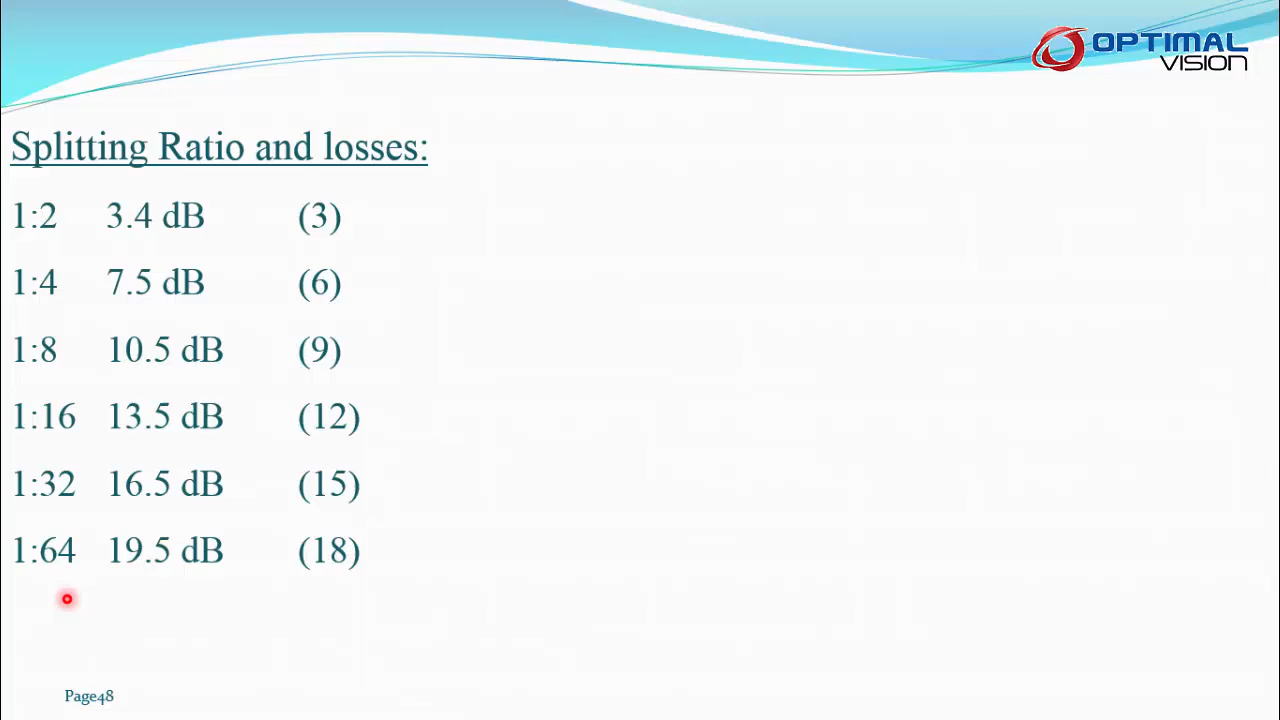 OPTIMAL
VISION
Splitting Ratio and losses:
1:2 3.4 dB (3)
1:4 7.5 dB (6)
1:8 10.5 dB (9)
1:16 13.5 dB (12)
1:32 16.5 dB (15)
1:64 19.5 dB (18)
Page48